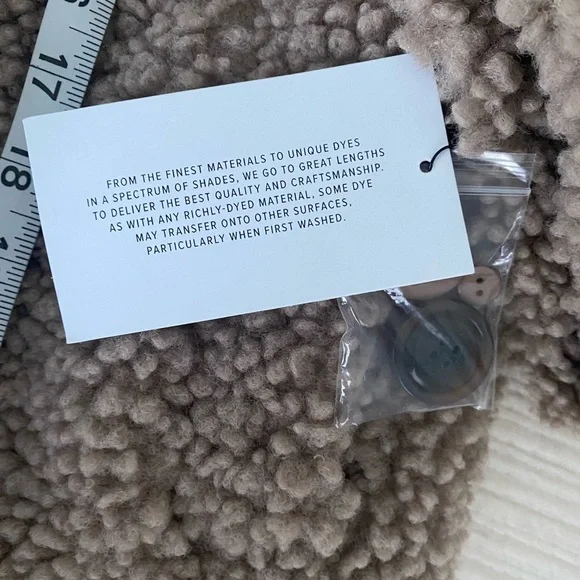 FROM THE FINEST MATERIALS TO UNIQUE DYES
IN A SPECTRUM OF SHADES, WE GO TO GREAT LENGTHS
TO DELIVER THE BEST QUALITY AND CRAFTSMANSHIP.
AS WITH ANY RICHLY-DYED MATERIAL, SOME DYE
MAY TRANSFER ONTO OTHER SURFACES,
PARTICULARLY WHEN FIRST WASHED.
17
18